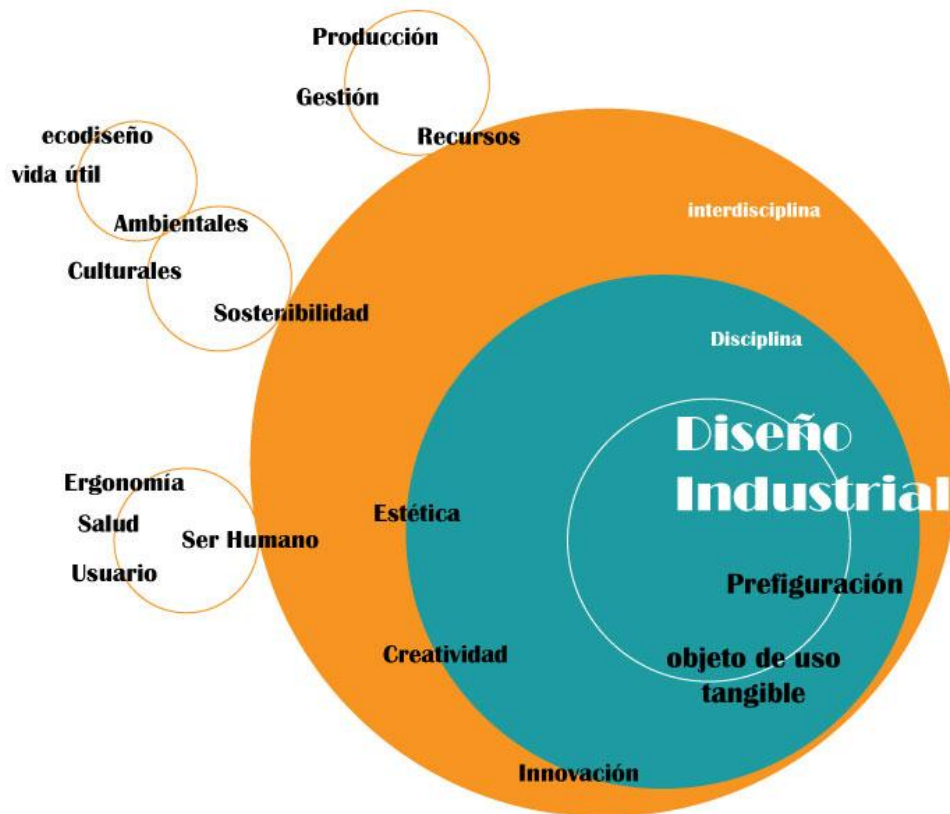 Producción
Gestión
Recursos
ecodiseño
vida útil
Ambientales
Culturales
Sostenibilidad
interdisciplina
Disciplina
Diseño
Industrial
Ergonomía
Salud
Ser Humano
Usuario
Estética
Prefiguración
Creatividad
objeto de uso
tangible
Innovación